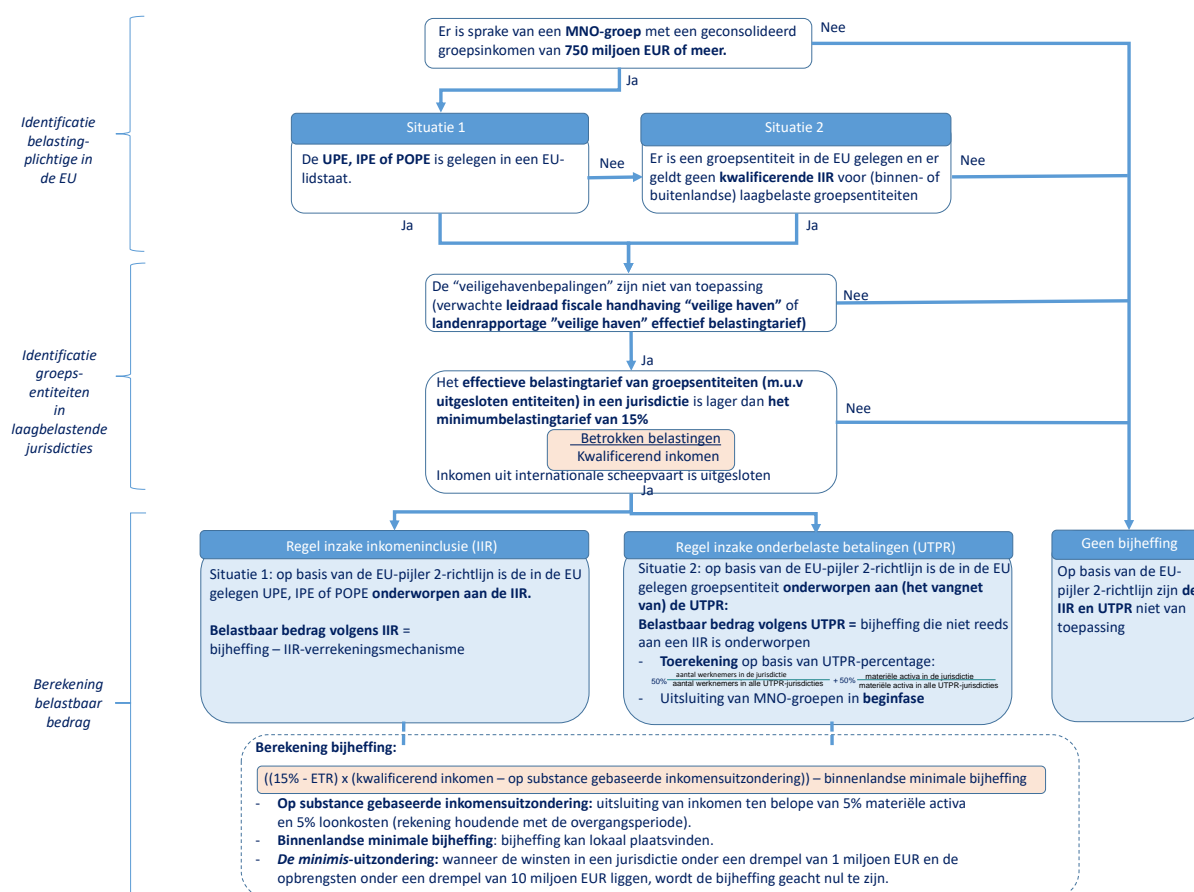 Er is sprake van een MNO-groep met een geconsolideerd
groepsinkomen van 750 miljoen EUR of meer.
Nee
Ja
Identificatie
belasting-
plichtige in
de EU
Situatie 1
De UPE, IPE of POPE is gelegen in een EU-
lidstaat.
Nee
Situatie 2
Er is een groepsentiteit in de EU gelegen en er
geldt geen kwalificerende IIR voor (binnen- of
buitenlandse) laagbelaste groepsentiteiten
Nee
Ja
Ja
De “veiligehavenbepalingen” zijn niet van toepassing
(verwachte leidraad fiscale handhaving “veilige haven” of
landenrapportage ”veilige haven” effectief belastingtarief)
Nee
Ja
Identificatie
groeps-
entiteiten
in
laagbelastende
jurisdicties
Het effectieve belastingtarief van groepsentiteiten (m.u.v
uitgesloten entiteiten) in een jurisdictie is lager dan het
minimumbelastingtarief van 15%
Betrokken belastingen
Kwalificerend inkomen
Inkomen uit internationale scheepvaart is uitgesloten
Nee
Ja
Regel inzake inkomeninclusie (IIR)
Situatie 1: op basis van de EU-pijler 2-richtlijn is de in de EU
gelegen UPE, IPE of POPE onderworpen aan de IIR.
Belastbaar bedrag volgens IIR =
bijheffing – IIR-verrekeningsmechanisme
Regel inzake onderbelaste betalingen (UTPR)
Situatie 2: op basis van de EU-pijler 2-richtlijn is de in de EU
gelegen groepsentiteit onderworpen aan (het vangnet
van) de UTPR:
Belastbaar bedrag volgens UTPR = bijheffing die niet reeds
aan een IIR is onderworpen
- Toerekening op basis van UTPR-percentage:
50% aantal werknemers in de jurisdictie / aantal werknemers in alle UTPR-jurisdicties + 50% materiële activa in de jurisdictie / materiële activa in alle UTPR-jurisdicties
- Uitsluiting van MNO-groepen in beginfase
Geen bijheffing
Op basis van de EU-
pijler 2-richtlijn zijn de
IIR en UTPR niet van
toepassing
Berekening
belastbaar
bedrag
Berekening bijheffing:
((15% - ETR) x (kwalificerend inkomen – op substance gebaseerde inkomensuitzondering)) – binnenlandse minimale bijheffing
- Op substance gebaseerde inkomensuitzondering: uitsluiting van inkomen ten belope van 5% materiële activa
en 5% loonkosten (rekening houdende met de overgangsperiode).
- Binnenlandse minimale bijheffing: bijheffing kan lokaal plaatsvinden.
- De minimis-uitzondering: wanneer de winsten in een jurisdictie onder een drempel van 1 miljoen EUR en de
opbrengsten onder een drempel van 10 miljoen EUR liggen, wordt de bijheffing geacht nul te zijn.